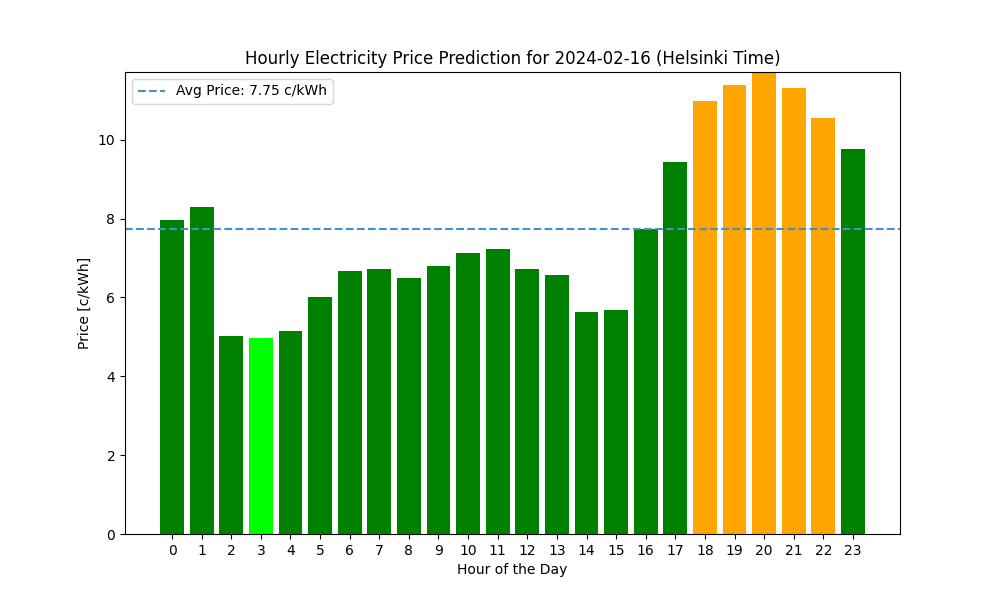 Hourly Electricity Price Prediction for 2024-02-16 (Helsinki Time)
Avg Price: 7.75 c/kWh
Price [c/kWh]
10
8
6
4
2
0
0 1 2 3 4 5 6 7 8 9 10 11 12 13 14 15 16 17 18 19 20 21 22 23
Hour of the Day